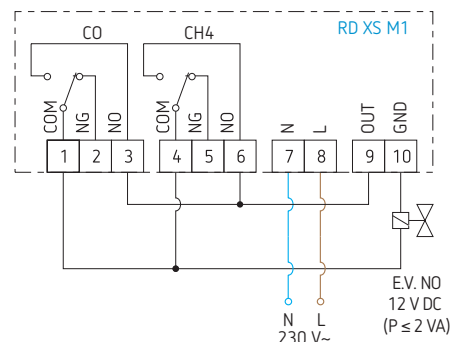 RD XS M1
CO
CH4
COM NG NO COM NG NO N L OUT GND
1 2 3 4 5 6 7 8 9 10
N L
230 V~
E.V. NO
12 V DC
(P ≤ 2 VA)